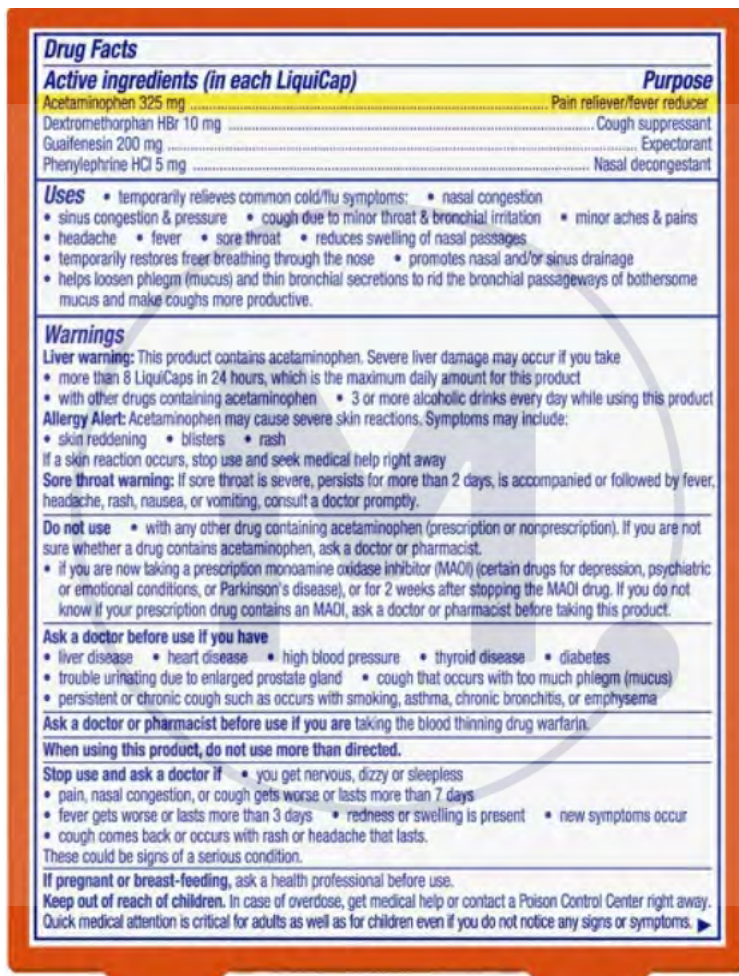 Drug Facts
Active ingredients (in each LiquiCap) Purpose
Acetaminophen 325 mg ........ Pain reliever/fever reducer
Dextromethorphan HBr 10 mg ........ Cough suppressant
Guaifenesin 200 mg ........ Expectorant
Phenylephrine HCl 5 mg ........ Nasal decongestant
Uses • temporarily relieves common cold/flu symptoms: • nasal congestion
• sinus congestion & pressure • cough due to minor throat & bronchial irritation • minor aches & pains
• headache • fever • sore throat • reduces swelling of nasal passages
• temporarily restores freer breathing through the nose • promotes nasal and/or sinus drainage
• helps loosen phlegm (mucus) and thin bronchial secretions to rid the bronchial passageways of bothersome
mucus and make coughs more productive.
Warnings
Liver warning: This product contains acetaminophen. Severe liver damage may occur if you take
• more than 8 LiquiCaps in 24 hours, which is the maximum daily amount for this product
• with other drugs containing acetaminophen • 3 or more alcoholic drinks every day while using this product
Allergy Alert: Acetaminophen may cause severe skin reactions. Symptoms may include:
• skin reddening • blisters • rash
If a skin reaction occurs, stop use and seek medical help right away
Sore throat warning: If sore throat is severe, persists for more than 2 days, is accompanied or followed by fever,
headache, rash, nausea, or vomiting, consult a doctor promptly.
Do not use • with any other drug containing acetaminophen (prescription or nonprescription). If you are not
sure whether a drug contains acetaminophen, ask a doctor or pharmacist.
• if you are now taking a prescription monoamine oxidase inhibitor (MAOI) (certain drugs for depression, psychiatric
or emotional conditions, or Parkinson's disease), or for 2 weeks after stopping the MAOI drug. If you do not
know if your prescription drug contains an MAOI, ask a doctor or pharmacist before taking this product.
Ask a doctor before use if you have
• liver disease • heart disease • high blood pressure • thyroid disease • diabetes
• trouble urinating due to enlarged prostate gland • cough that occurs with too much phlegm (mucus)
• persistent or chronic cough such as occurs with smoking, asthma, chronic bronchitis, or emphysema
Ask a doctor or pharmacist before use if you are taking the blood thinning drug warfarin.
When using this product, do not use more than directed.
Stop use and ask a doctor if • you get nervous, dizzy or sleepless
• pain, nasal congestion, or cough gets worse or lasts more than 7 days
• fever gets worse or lasts more than 3 days • redness or swelling is present • new symptoms occur
• cough comes back or occurs with rash or headache that lasts.
These could be signs of a serious condition.
If pregnant or breast-feeding, ask a health professional before use.
Keep out of reach of children. In case of overdose, get medical help or contact a Poison Control Center right away.
Quick medical attention is critical for adults as well as for children even if you do not notice any signs or symptoms. ▶
M.